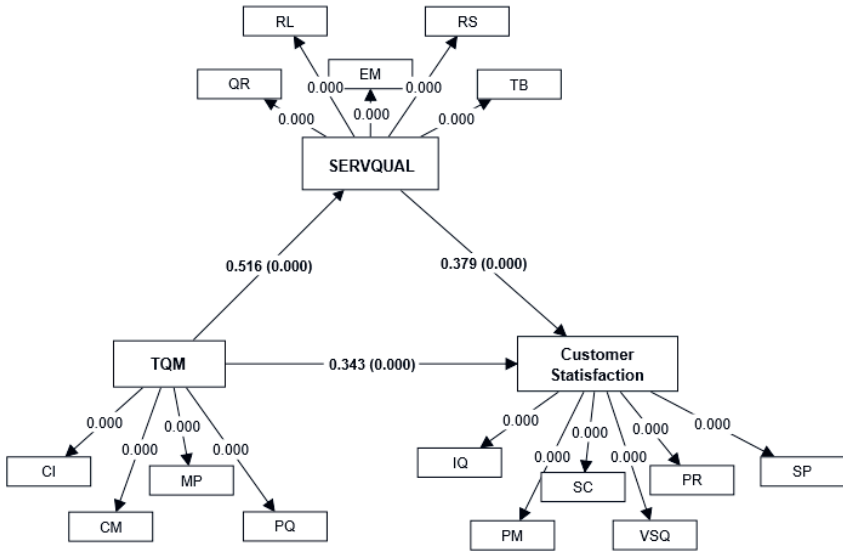 RL
RS
EM
QR
TB
0.000
0.000
0.000
0.000
0.000
SERVQUAL
0.516 (0.000)
0.379 (0.000)
TQM
0.343 (0.000)
Customer
Statisfaction
0.000
0.000
0.000
0.000
0.000
0.000
0.000
0.000
0.000
0.000
CI
MP
CM
PQ
IQ
SC
PR
SP
PM
VSQ